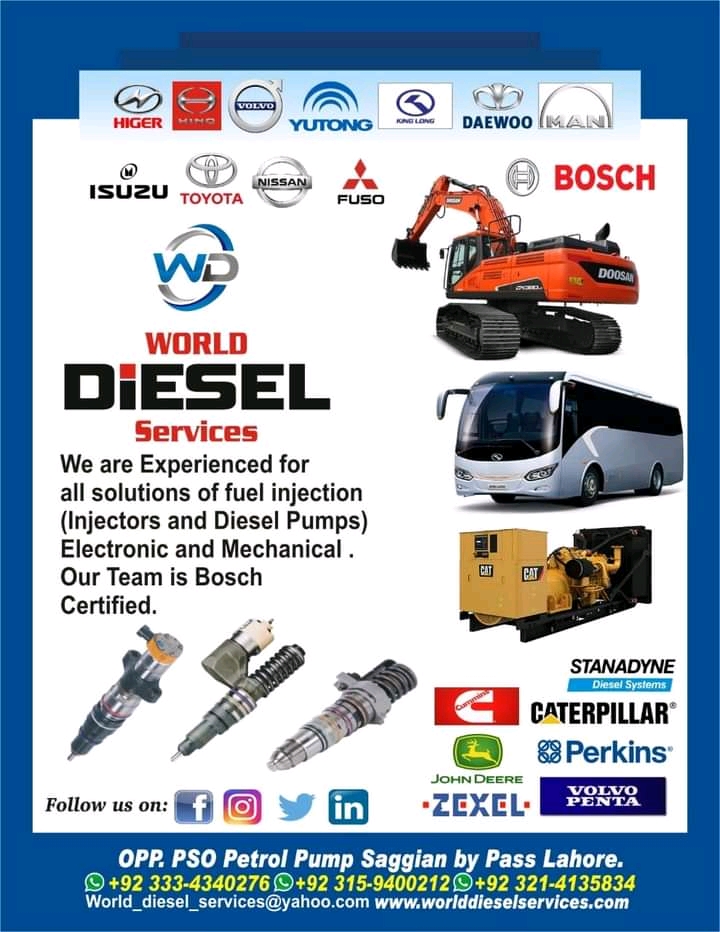 HIGER
HINO
VOLVO
YUTONG
KING LONG
DAEWOO
MAN
ISUZU
TOYOTA
NISSAN
FUSO
BOSCH
DOOSAN
WD
WORLD
DiESEL
Services
We are Experienced for
all solutions of fuel injection
(Injectors and Diesel Pumps)
Electronic and Mechanical .
Our Team is Bosch
Certified.
CAT
CAT
STANADYNE
Diesel Systems
Cummins
CATERPILLAR®
JOHN DEERE
Perkins®
ZEXEL
VOLVO
PENTA
Follow us on:
OPP. PSO Petrol Pump Saggian by Pass Lahore.
+92 333-4340276 +92 315-9400212 +92 321-4135834
World_diesel_services@yahoo.com www.worlddieselservices.com